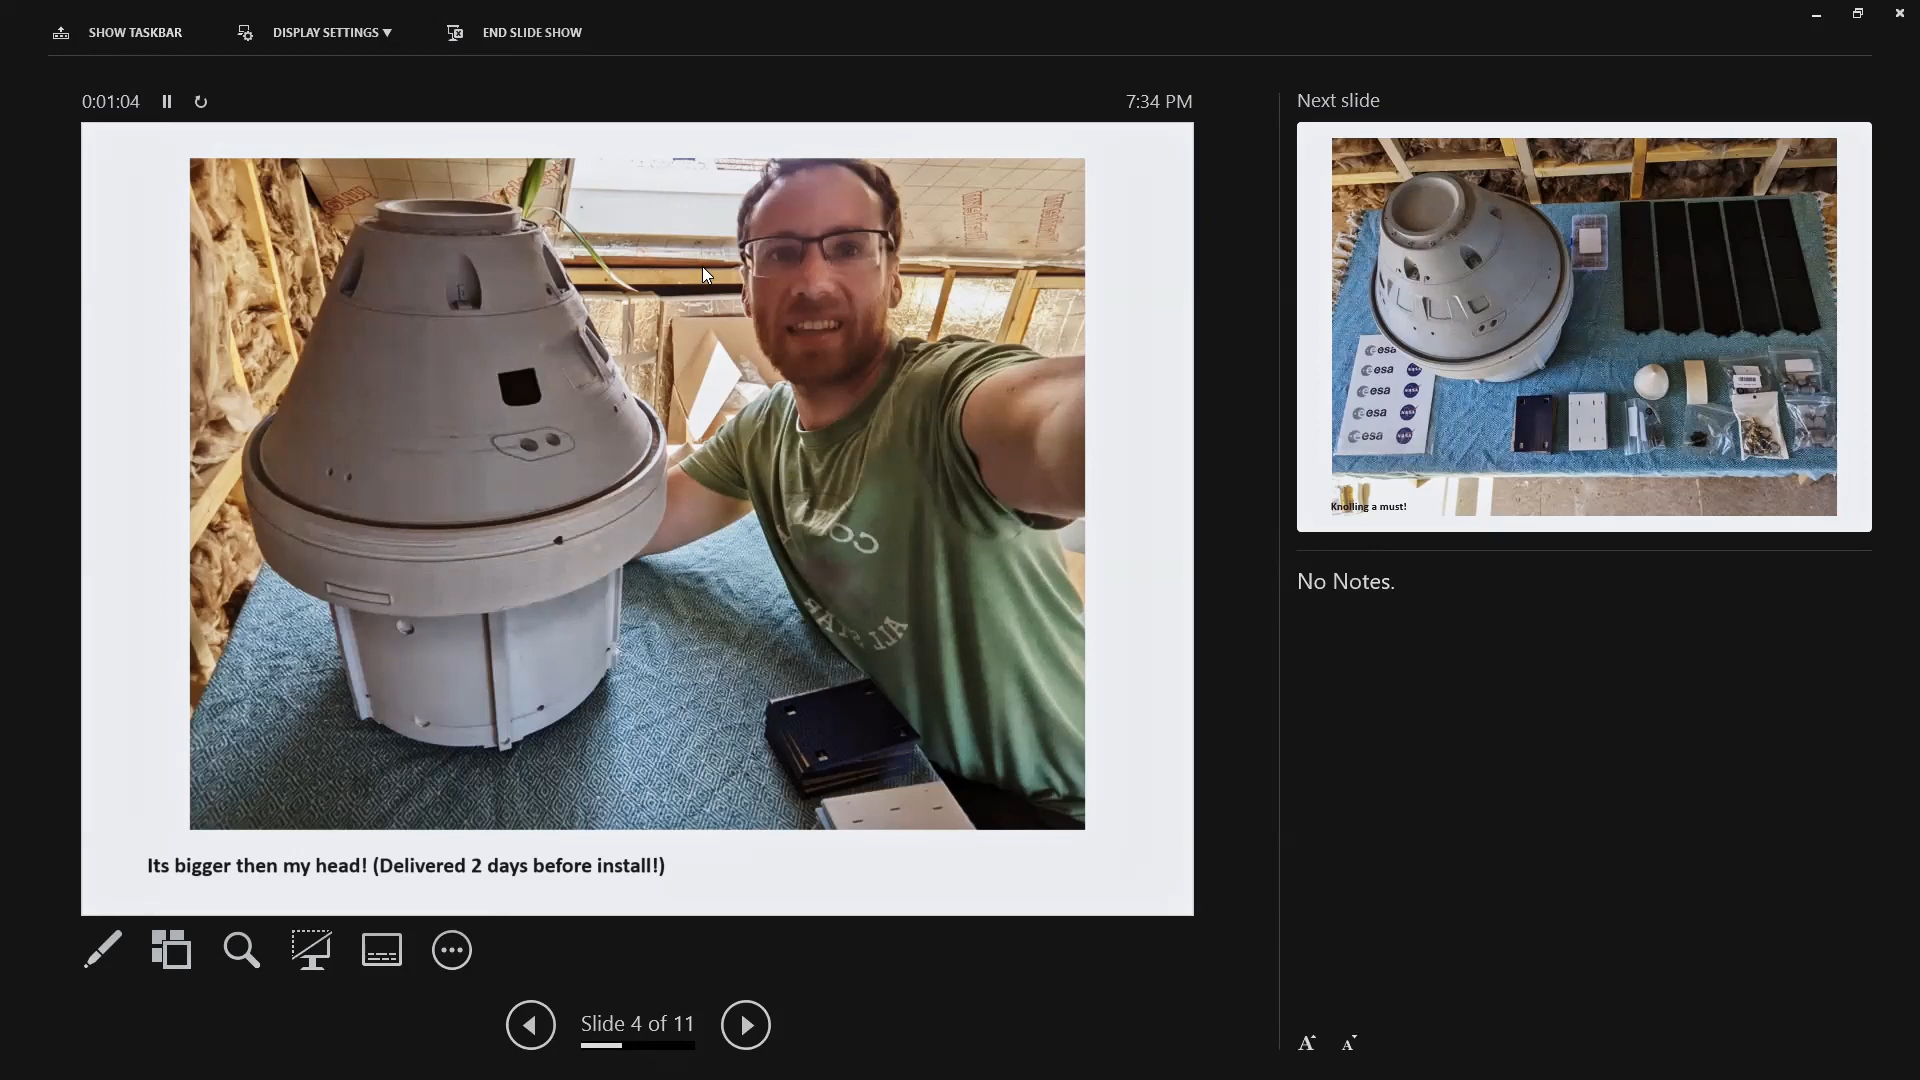 SHOW TASKBAR
DISPLAY SETTINGS ▼
END SLIDE SHOW
0:01:04
7:34 PM
Next slide
ALL STAR
Its bigger then my head! (Delivered 2 days before install!)
esa
esa
esa
esa
esa
Knolling a must!
No Notes.
Slide 4 of 11
A
A